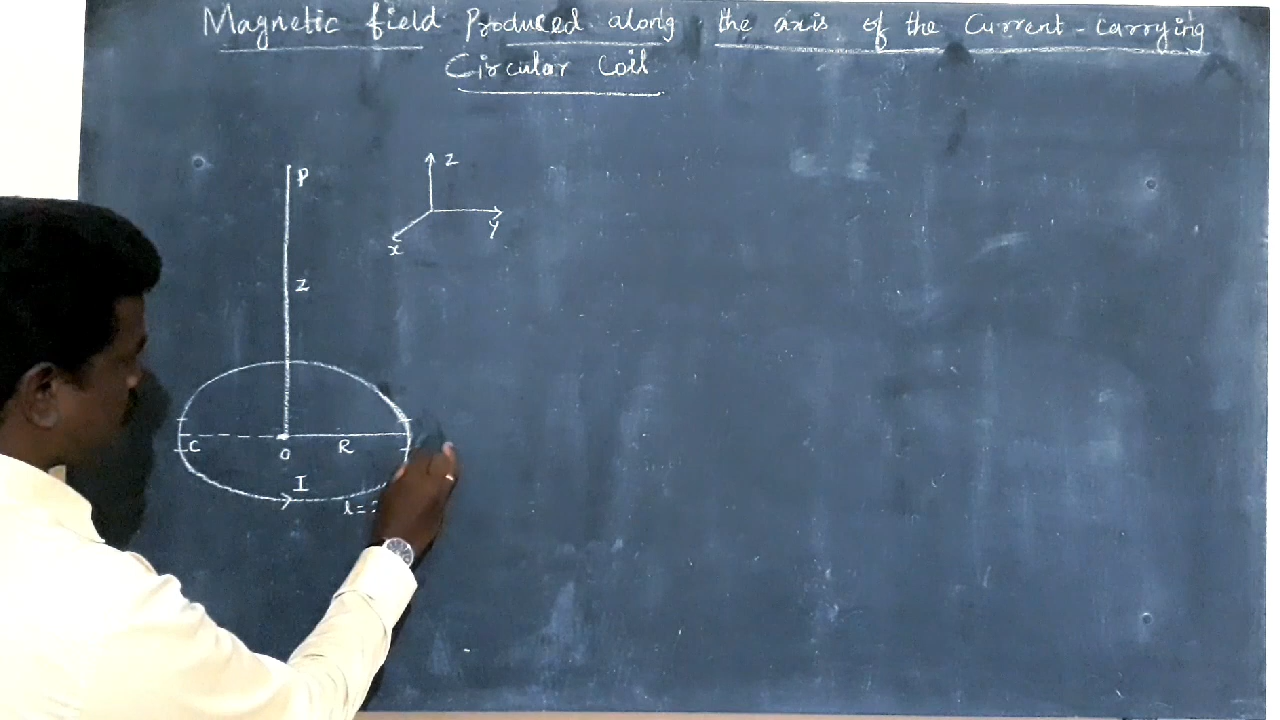 Magnetic field Produced along the axis of the Current-Carrying
Circular Coil
P
Z
Z
y
x
C
O
R
I
l=